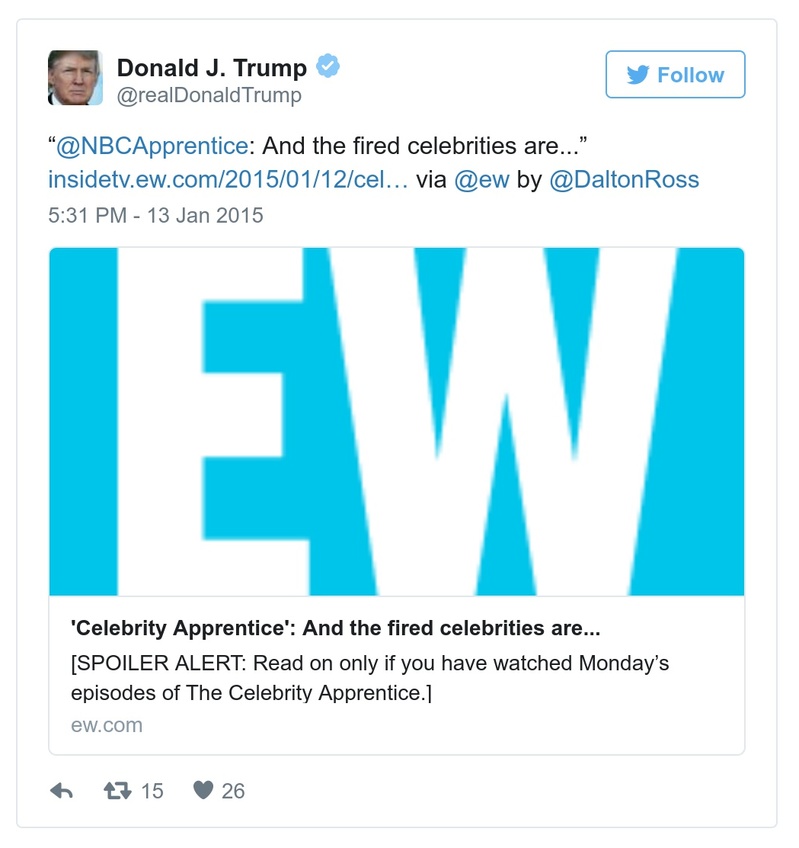 Donald J. Trump
@realDonaldTrump
Follow
“@NBCApprentice: And the fired celebrities are...”
insidetv.ew.com/2015/01/12/cel… via @ew by @DaltonRoss
5:31 PM - 13 Jan 2015
EW
'Celebrity Apprentice': And the fired celebrities are...
[SPOILER ALERT: Read on only if you have watched Monday’s
episodes of The Celebrity Apprentice.]
ew.com
15 26